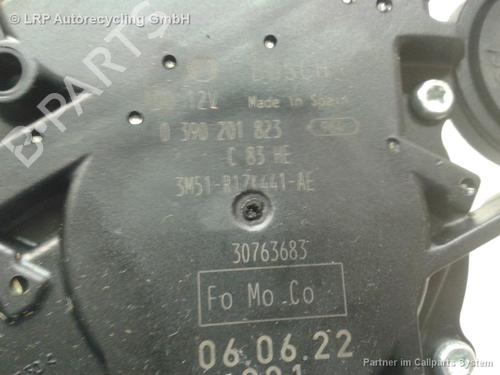 © LRP Autorecycling GmbH
BOSCH
12V Made in Spain
0 390 201 823
C 83 HE
3M51-R17K441-AE
30763683
Fo Mo Co
06.06.22
Partner im Callparts System